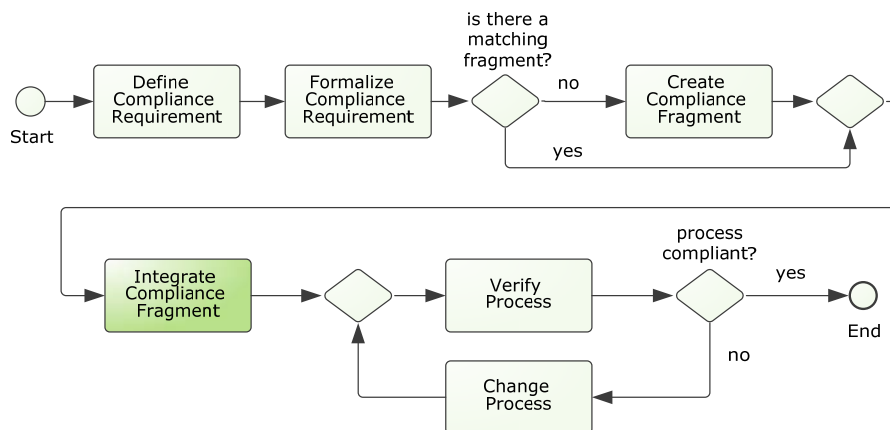 is there a
matching
fragment?
Start
Define
Compliance
Requirement
Formalize
Compliance
Requirement
no
yes
Create
Compliance
Fragment
Integrate
Compliance
Fragment
Verify
Process
process
compliant?
yes
End
no
Change
Process